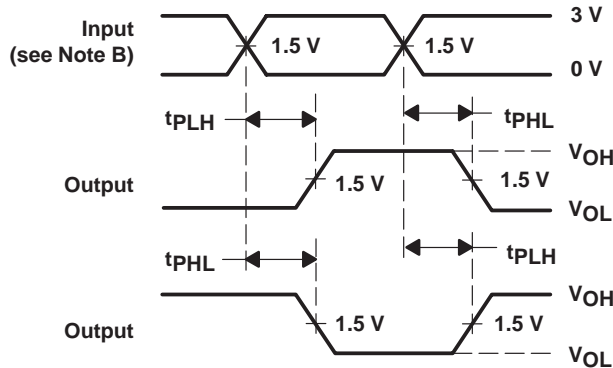 3 V
Input
(see Note B)
1.5 V
1.5 V
0 V
tPLH
tPHL
VOH
Output
1.5 V
1.5 V
VOL
tPHL
tPLH
VOH
Output
1.5 V
1.5 V
VOL